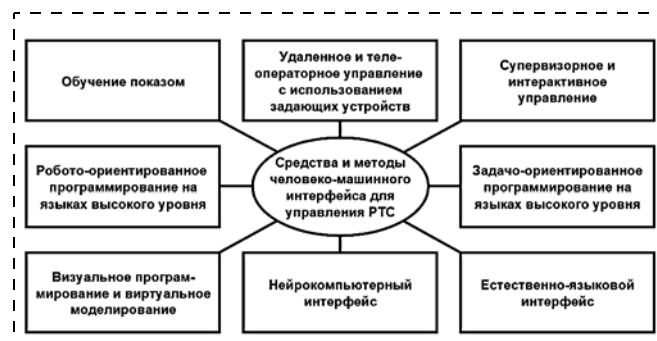 Обучение показом
Удаленное и теле-
операторное управление
с использованием
задающих устройств
Супервизорное и
интерактивное
управление
Робото-ориентированное
программирование на
языках высокого уровня
Средства и методы
человеко-машинного
интерфейса для
управления РТС
Задачо-ориентированное
программирование на
языках высокого уровня
Визуальное програм-
мирование и виртуальное
моделирование
Нейрокомпьютерный
интерфейс
Естественно-языковой
интерфейс